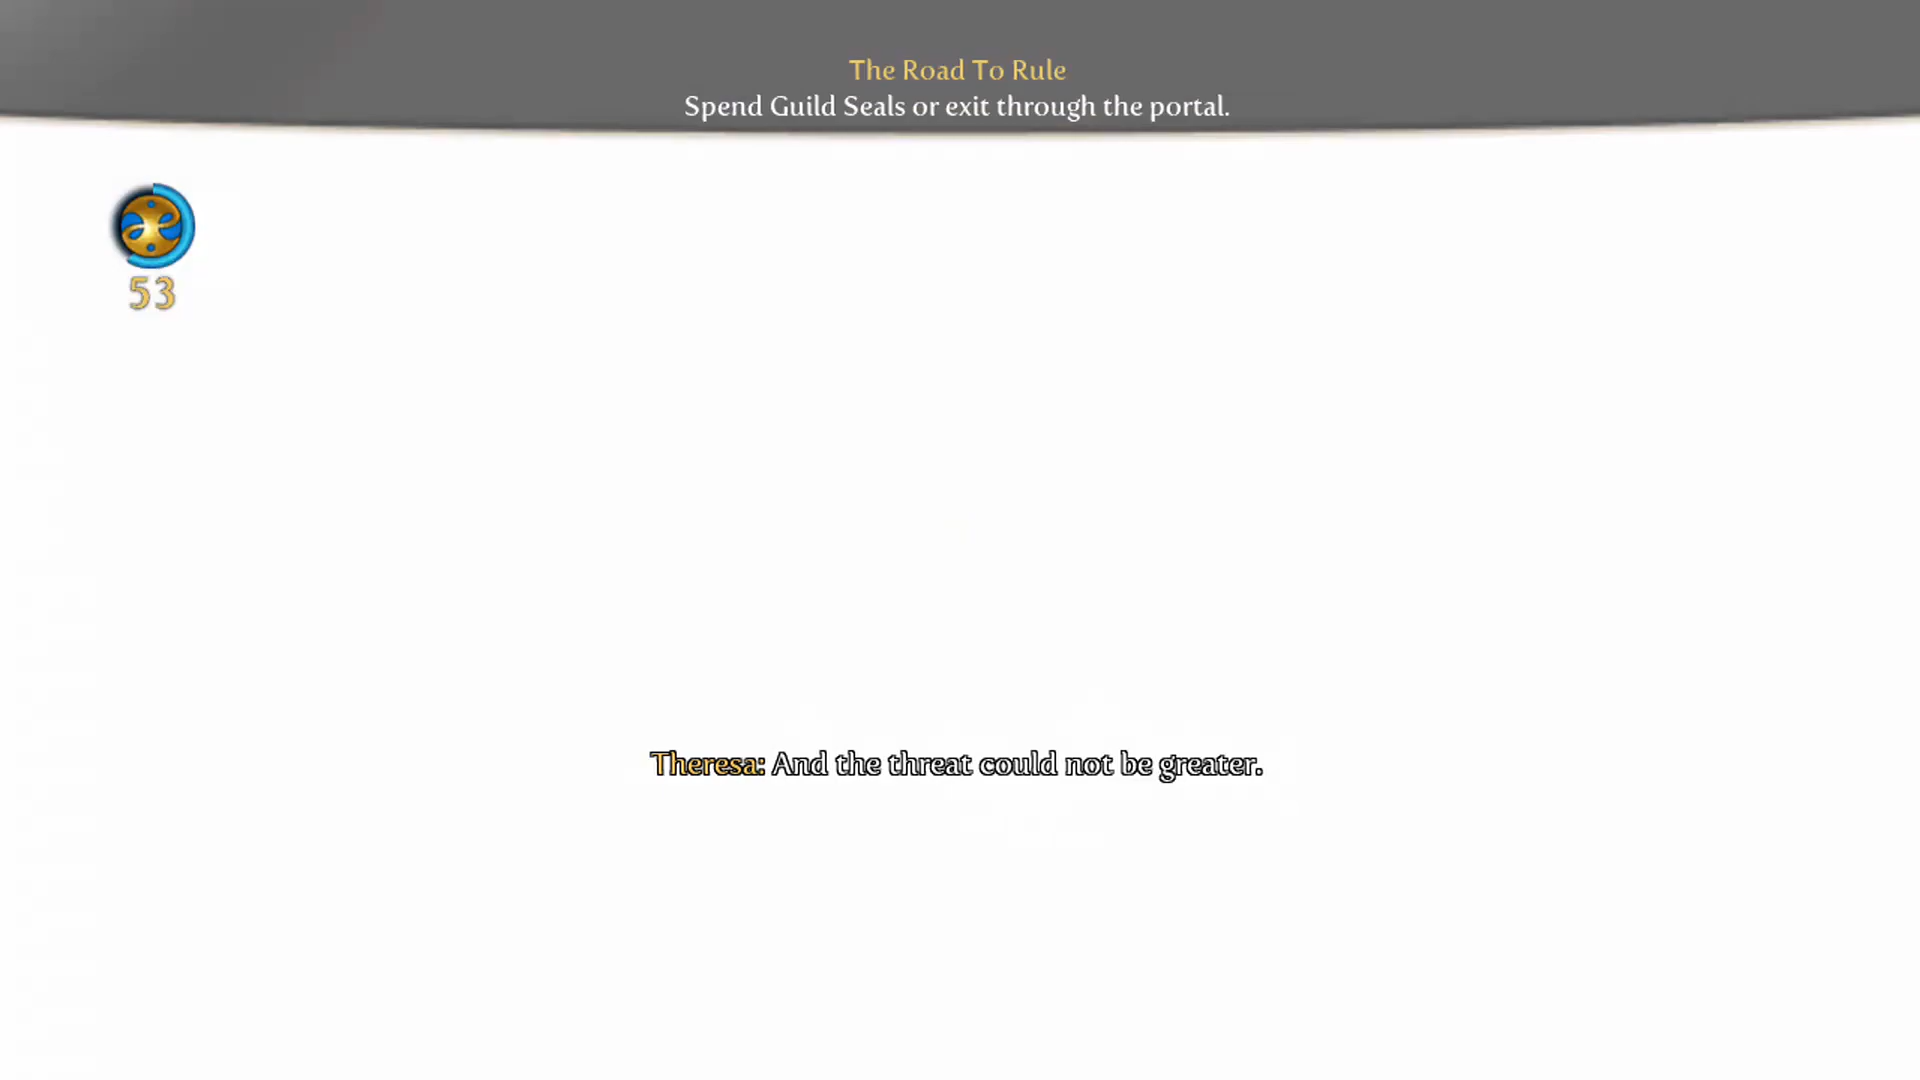 The Road To Rule
Spend Guild Seals or exit through the portal.
53
Theresa: And the threat could not be greater.